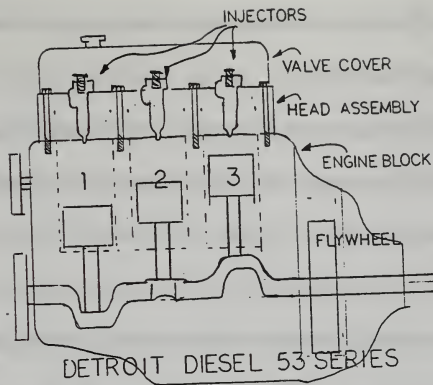 INJECTORS
VALVE COVER
HEAD ASSEMBLY
ENGINE BLOCK
1 2 3
FLYWHEEL
DETROIT DIESEL 53 SERIES